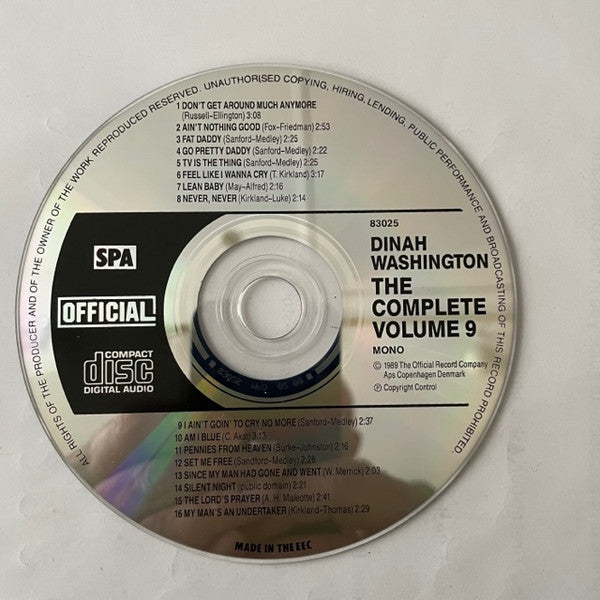 ALL RIGHTS OF THE PRODUCER AND OF THE OWNER OF THE WORK REPRODUCED RESERVED. UNAUTHORISED COPYING, HIRING, LENDING, PUBLIC PERFORMANCE AND BROADCASTING OF THIS RECORD PROHIBITED.
1 DON'T GET AROUND MUCH ANYMORE
(Russell-Ellington) 3:08
2 AIN'T NOTHING GOOD (Fox-Friedman) 2:53
3 FAT DADDY (Sanford-Medley) 2:25
4 GO PRETTY DADDY (Sanford-Medley) 2:22
5 TV IS THE THING (Sanford-Medley) 2:25
6 FEEL LIKE I WANNA CRY (T. Kirkland) 3:17
7 LEAN BABY (May-Alfred) 2:16
8 NEVER, NEVER (Kirkland-Luke) 2:14
SPA
OFFICIAL
COMPACT
disc
DIGITAL AUDIO
83025
DINAH
WASHINGTON
THE
COMPLETE
VOLUME 9
MONO
© 1989 The Official Record Company
Aps Copenhagen Denmark
℗ Copyright Control
9 I AIN'T GOIN' TO CRY NO MORE (Sanford-Medley) 2:37
10 AM I BLUE (C. Akst) 3:13
11 PENNIES FROM HEAVEN (Burke-Johnston) 2:16
12 SET ME FREE (Sandford-Medley) 2:28
13 SINCE MY MAN HAD GONE AND WENT (W. Merrick) 2:03
14 SILENT NIGHT (public domain) 2:21
15 THE LORD'S PRAYER (A. H. Maleotte) 2:41
16 MY MAN'S AN UNDERTAKER (Kirkland-Thomas) 2:29
MADE IN THE EEC